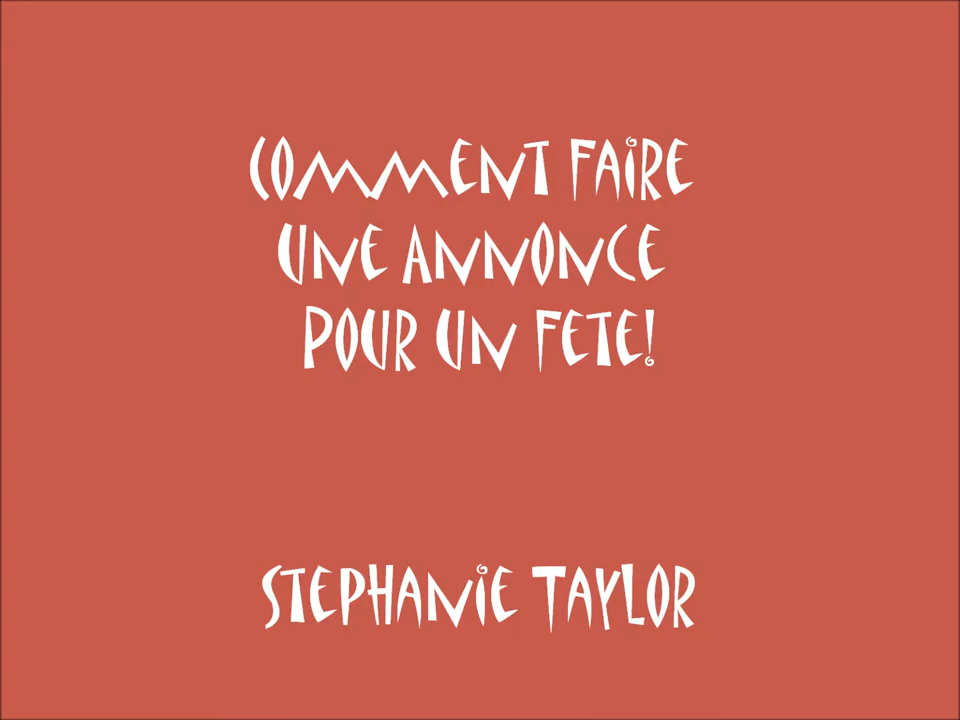 COMMENT FAIRE
UNE ANNONCE
POUR UN FETE!
STEPHANIE TAYLOR